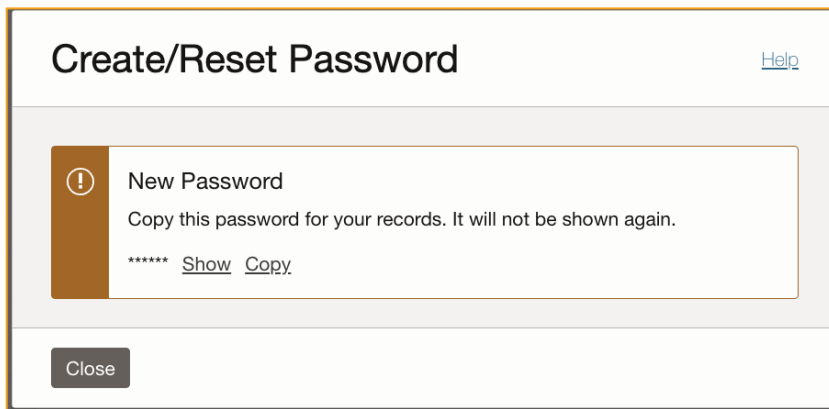 Create/Reset Password
Help
New Password
Copy this password for your records. It will not be shown again.
****** Show Copy
Close